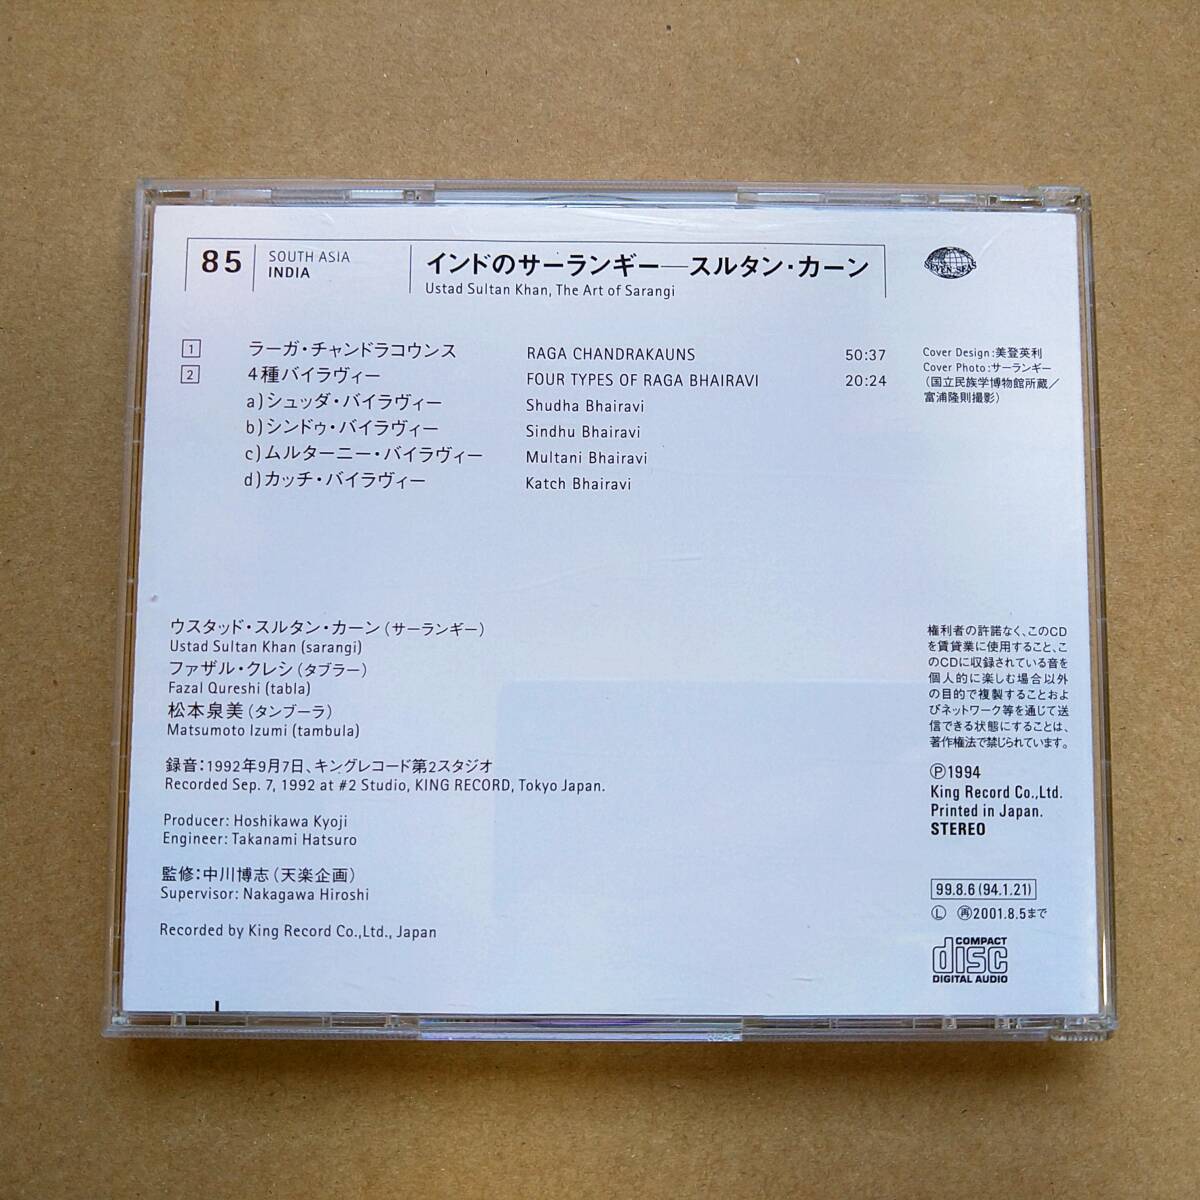 85
SOUTH ASIA
INDIA
インドのサーランギー―スルタン・カーン
Ustad Sultan Khan, The Art of Sarangi
SEVEN SEAS
1 ラーガ・チャンドラコウンス RAGA CHANDRAKAUNS 50:37
2 4種バイラヴィー FOUR TYPES OF RAGA BHAIRAVI 20:24
a)シュッダ・バイラヴィー Shudha Bhairavi
b)シンドゥ・バイラヴィー Sindhu Bhairavi
c)ムルターニー・バイラヴィー Multani Bhairavi
d)カッチ・バイラヴィー Katch Bhairavi
Cover Design:美登英利
Cover Photo:サーランギー
(国立民族学博物館所蔵/
富浦隆則撮影)
ウスタッド・スルタン・カーン(サーランギー)
Ustad Sultan Khan (sarangi)
ファザル・クレシ(タブラー)
Fazal Qureshi (tabla)
松本泉美(タンブーラ)
Matsumoto Izumi (tambula)
録音:1992年9月7日、キングレコード第2スタジオ
Recorded Sep. 7, 1992 at #2 Studio, KING RECORD, Tokyo Japan.
Producer: Hoshikawa Kyoji
Engineer: Takanami Hatsuro
監修:中川博志(天楽企画)
Supervisor: Nakagawa Hiroshi
Recorded by King Record Co.,Ltd., Japan
権利者の許諾なく、このCD
を賃貸業に使用すること、こ
のCDに収録されている音を
個人的に楽しむ場合以外
の目的で複製することおよ
びネットワーク等を通じて送
信できる状態にすることは、
著作権法で禁じられています。
Ⓟ1994
King Record Co.,Ltd.
Printed in Japan.
STEREO
99.8.6 (94.1.21)
Ⓛ ㊢2001.8.5まで
COMPACT
disc
DIGITAL AUDIO